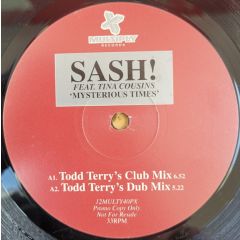 MULTIPLY
RECORDS
SASH!
FEAT. TINA COUSINS
'MYSTERIOUS TIMES'
A1. Todd Terry's Club Mix 6.52
A2. Todd Terry's Dub Mix 5.22
12MULTY40PX
Promo Copy Only
Not For Resale
33RPM